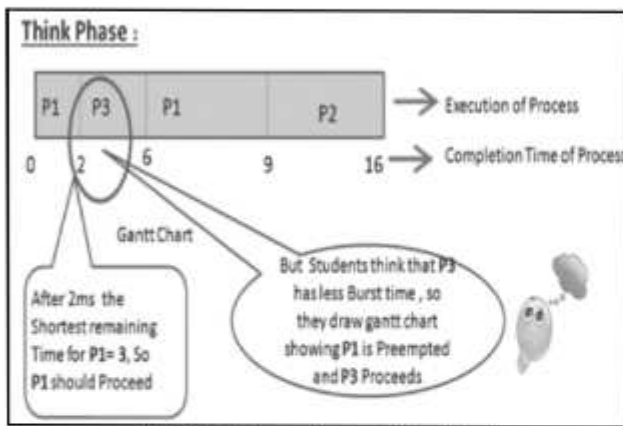 Think Phase :
P1 P3 P1 P2
Execution of Process
0 2 6 9 16
Completion Time of Process
Gantt Chart
After 2ms the
Shortest remaining
Time for P1= 3, So
P1 should Proceed
But Students think that P3
has less Burst time , so
they draw gantt chart
showing P1 is Preempted
and P3 Proceeds